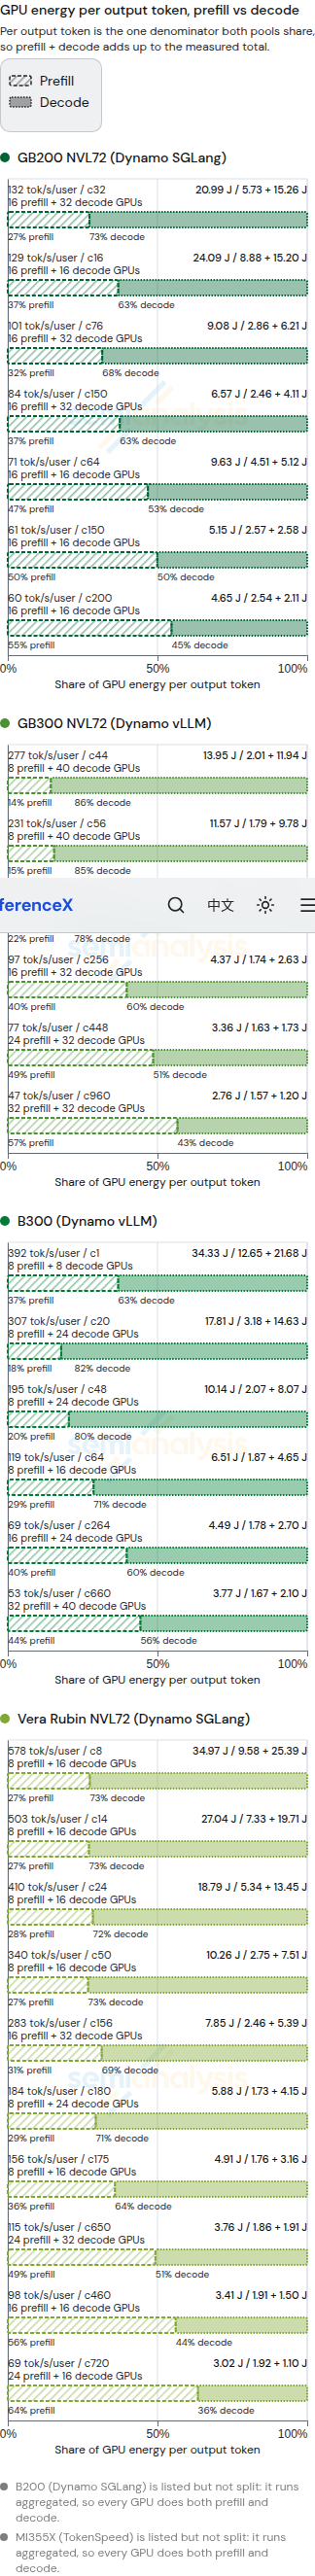 GPU energy per output token, prefill vs decode
Per output token is the one denominator both pools share,
so prefill + decode adds up to the measured total.
Prefill
Decode
GB200 NVL72 (Dynamo SGLang)
132 tok/s/user / c32 20.99 J / 5.73 + 15.26 J
16 prefill + 32 decode GPUs
27% prefill 73% decode
129 tok/s/user / c16 24.09 J / 8.88 + 15.20 J
16 prefill + 16 decode GPUs
37% prefill 63% decode
101 tok/s/user / c76 9.08 J / 2.86 + 6.21 J
16 prefill + 32 decode GPUs
32% prefill 68% decode
84 tok/s/user / c150 6.57 J / 2.46 + 4.11 J
16 prefill + 32 decode GPUs
37% prefill 63% decode
71 tok/s/user / c64 9.63 J / 4.51 + 5.12 J
16 prefill + 16 decode GPUs
47% prefill 53% decode
61 tok/s/user / c150 5.15 J / 2.57 + 2.58 J
16 prefill + 16 decode GPUs
50% prefill 50% decode
60 tok/s/user / c200 4.65 J / 2.54 + 2.11 J
16 prefill + 16 decode GPUs
55% prefill 45% decode
0% 50% 100%
Share of GPU energy per output token
GB300 NVL72 (Dynamo vLLM)
277 tok/s/user / c44 13.95 J / 2.01 + 11.94 J
8 prefill + 40 decode GPUs
14% prefill 86% decode
231 tok/s/user / c56 11.57 J / 1.79 + 9.78 J
8 prefill + 40 decode GPUs
15% prefill 85% decode
ferenceX 中文
22% prefill 78% decode
semianalysis
97 tok/s/user / c256 4.37 J / 1.74 + 2.63 J
16 prefill + 32 decode GPUs
40% prefill 60% decode
77 tok/s/user / c448 3.36 J / 1.63 + 1.73 J
24 prefill + 32 decode GPUs
49% prefill 51% decode
47 tok/s/user / c960 2.76 J / 1.57 + 1.20 J
32 prefill + 32 decode GPUs
57% prefill 43% decode
0% 50% 100%
Share of GPU energy per output token
B300 (Dynamo vLLM)
392 tok/s/user / c1 34.33 J / 12.65 + 21.68 J
8 prefill + 8 decode GPUs
37% prefill 63% decode
307 tok/s/user / c20 17.81 J / 3.18 + 14.63 J
8 prefill + 24 decode GPUs
18% prefill 82% decode
195 tok/s/user / c48 10.14 J / 2.07 + 8.07 J
8 prefill + 24 decode GPUs
20% prefill 80% decode
semianalysis
119 tok/s/user / c64 6.51 J / 1.87 + 4.65 J
8 prefill + 16 decode GPUs
29% prefill 71% decode
69 tok/s/user / c264 4.49 J / 1.78 + 2.70 J
16 prefill + 24 decode GPUs
40% prefill 60% decode
53 tok/s/user / c660 3.77 J / 1.67 + 2.10 J
32 prefill + 40 decode GPUs
44% prefill 56% decode
0% 50% 100%
Share of GPU energy per output token
Vera Rubin NVL72 (Dynamo SGLang)
578 tok/s/user / c8 34.97 J / 9.58 + 25.39 J
8 prefill + 16 decode GPUs
27% prefill 73% decode
503 tok/s/user / c14 27.04 J / 7.33 + 19.71 J
8 prefill + 16 decode GPUs
27% prefill 73% decode
410 tok/s/user / c24 18.79 J / 5.34 + 13.45 J
8 prefill + 16 decode GPUs
28% prefill 72% decode
340 tok/s/user / c50 10.26 J / 2.75 + 7.51 J
8 prefill + 16 decode GPUs
27% prefill 73% decode
283 tok/s/user / c156 7.85 J / 2.46 + 5.39 J
16 prefill + 32 decode GPUs
31% prefill 69% decode
semianalysis
184 tok/s/user / c180 5.88 J / 1.73 + 4.15 J
8 prefill + 24 decode GPUs
29% prefill 71% decode
156 tok/s/user / c175 4.91 J / 1.76 + 3.16 J
8 prefill + 16 decode GPUs
36% prefill 64% decode
115 tok/s/user / c650 3.76 J / 1.86 + 1.91 J
24 prefill + 32 decode GPUs
49% prefill 51% decode
98 tok/s/user / c460 3.41 J / 1.91 + 1.50 J
16 prefill + 16 decode GPUs
56% prefill 44% decode
69 tok/s/user / c720 3.02 J / 1.92 + 1.10 J
24 prefill + 16 decode GPUs
64% prefill 36% decode
0% 50% 100%
Share of GPU energy per output token
B200 (Dynamo SGLang) is listed but not split: it runs
aggregated, so every GPU does both prefill and
decode.
MI355X (TokenSpeed) is listed but not split: it runs
aggregated, so every GPU does both prefill and
decode.